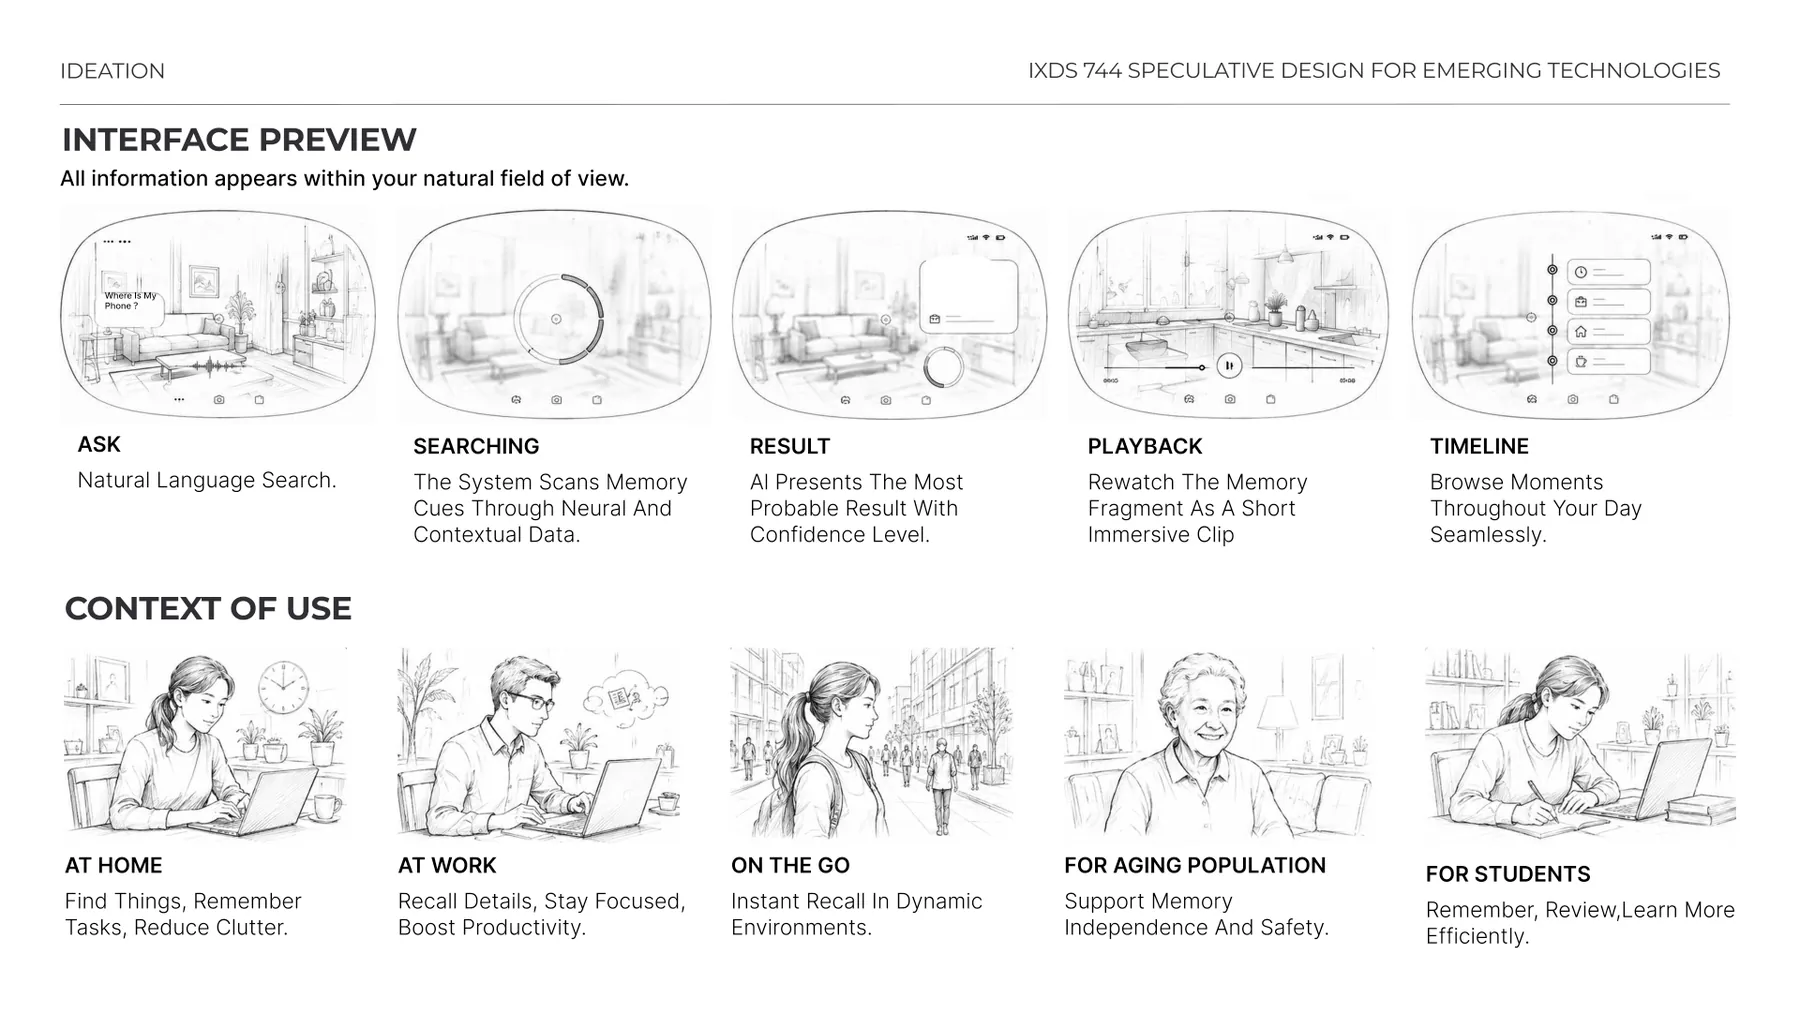 IDEATION
IXDS 744 SPECULATIVE DESIGN FOR EMERGING TECHNOLOGIES
INTERFACE PREVIEW
All information appears within your natural field of view.
Where Is My
Phone ?
ASK
Natural Language Search.
SEARCHING
The System Scans Memory
Cues Through Neural And
Contextual Data.
RESULT
AI Presents The Most
Probable Result With
Confidence Level.
PLAYBACK
Rewatch The Memory
Fragment As A Short
Immersive Clip
TIMELINE
Browse Moments
Throughout Your Day
Seamlessly.
CONTEXT OF USE
AT HOME
Find Things, Remember
Tasks, Reduce Clutter.
AT WORK
Recall Details, Stay Focused,
Boost Productivity.
ON THE GO
Instant Recall In Dynamic
Environments.
FOR AGING POPULATION
Support Memory
Independence And Safety.
FOR STUDENTS
Remember, Review,Learn More
Efficiently.